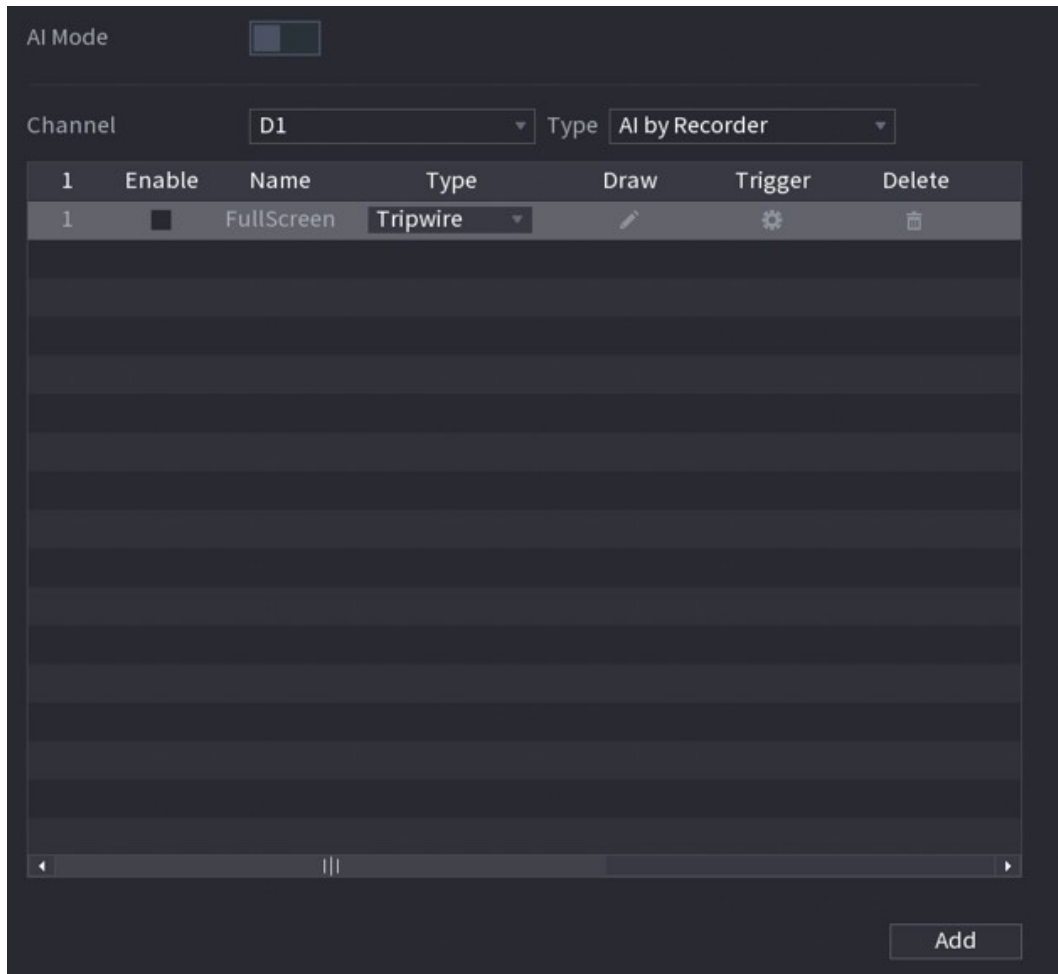 AI Mode
Channel D1 Type AI by Recorder
1 Enable Name Type Draw Trigger Delete
1 FullScreen Tripwire
Add